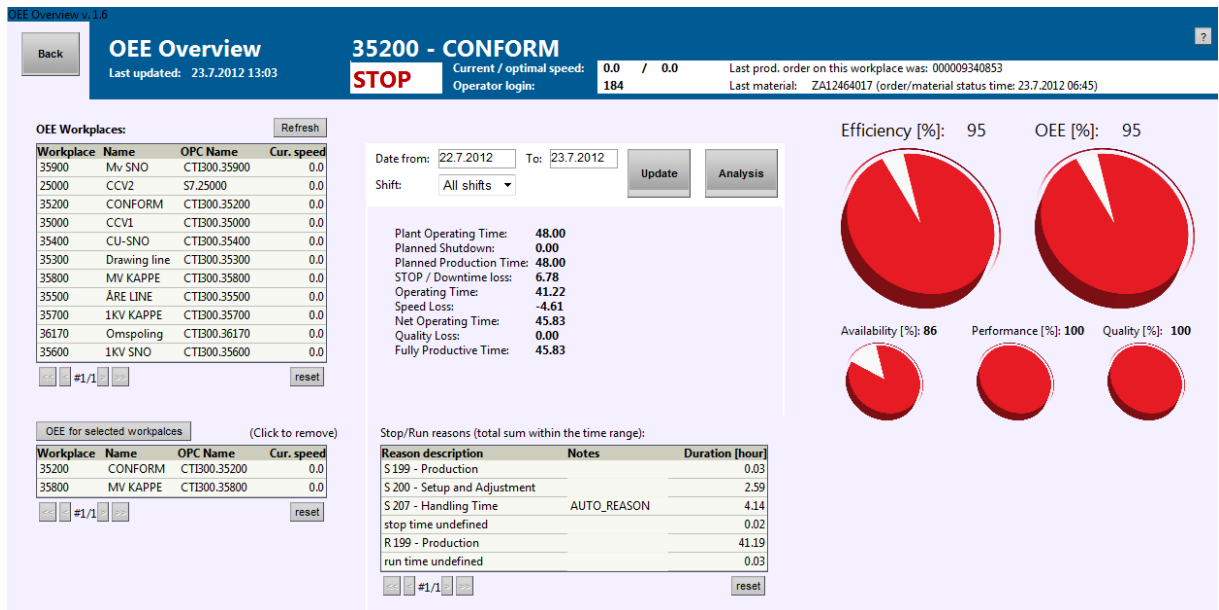 OEE Overview v. 1.6
Back
OEE Overview
Last updated: 23.7.2012 13:03
35200 - CONFORM
STOP
Current / optimal speed: 0.0 / 0.0
Operator login: 184
Last prod. order on this workplace was: 000009340853
Last material: ZA12464017 (order/material status time: 23.7.2012 06:45)
?
OEE Workplaces:
Refresh
Workplace Name OPC Name Cur. speed
35900 Mv SNO CTI300.35900 0.0
25000 CCV2 S7.25000 0.0
35200 CONFORM CTI300.35200 0.0
35000 CCV1 CTI300.35000 0.0
35400 CU-SNO CTI300.35400 0.0
35300 Drawing line CTI300.35300 0.0
35800 MV KAPPE CTI300.35800 0.0
35500 ÅRE LINE CTI300.35500 0.0
35700 1KV KAPPE CTI300.35700 0.0
36170 Omspoling CTI300.36170 0.0
35600 1KV SNO CTI300.35600 0.0
<< < #1/1 > >> reset
OEE for selected workpalces (Click to remove)
Workplace Name OPC Name Cur. speed
35200 CONFORM CTI300.35200 0.0
35800 MV KAPPE CTI300.35800 0.0
<< < #1/1 > >> reset
Date from: 22.7.2012 To: 23.7.2012
Shift: All shifts
Update
Analysis
Plant Operating Time: 48.00
Planned Shutdown: 0.00
Planned Production Time: 48.00
STOP / Downtime loss: 6.78
Operating Time: 41.22
Speed Loss: -4.61
Net Operating Time: 45.83
Quality Loss: 0.00
Fully Productive Time: 45.83
Stop/Run reasons (total sum within the time range):
Reason description Notes Duration [hour]
S 199 - Production 0.03
S 200 - Setup and Adjustment 2.59
S 207 - Handling Time AUTO_REASON 4.14
stop time undefined 0.02
R 199 - Production 41.19
run time undefined 0.03
<< < #1/1 > >> reset
Efficiency [%]: 95
OEE [%]: 95
Availability [%]: 86
Performance [%]: 100
Quality [%]: 100